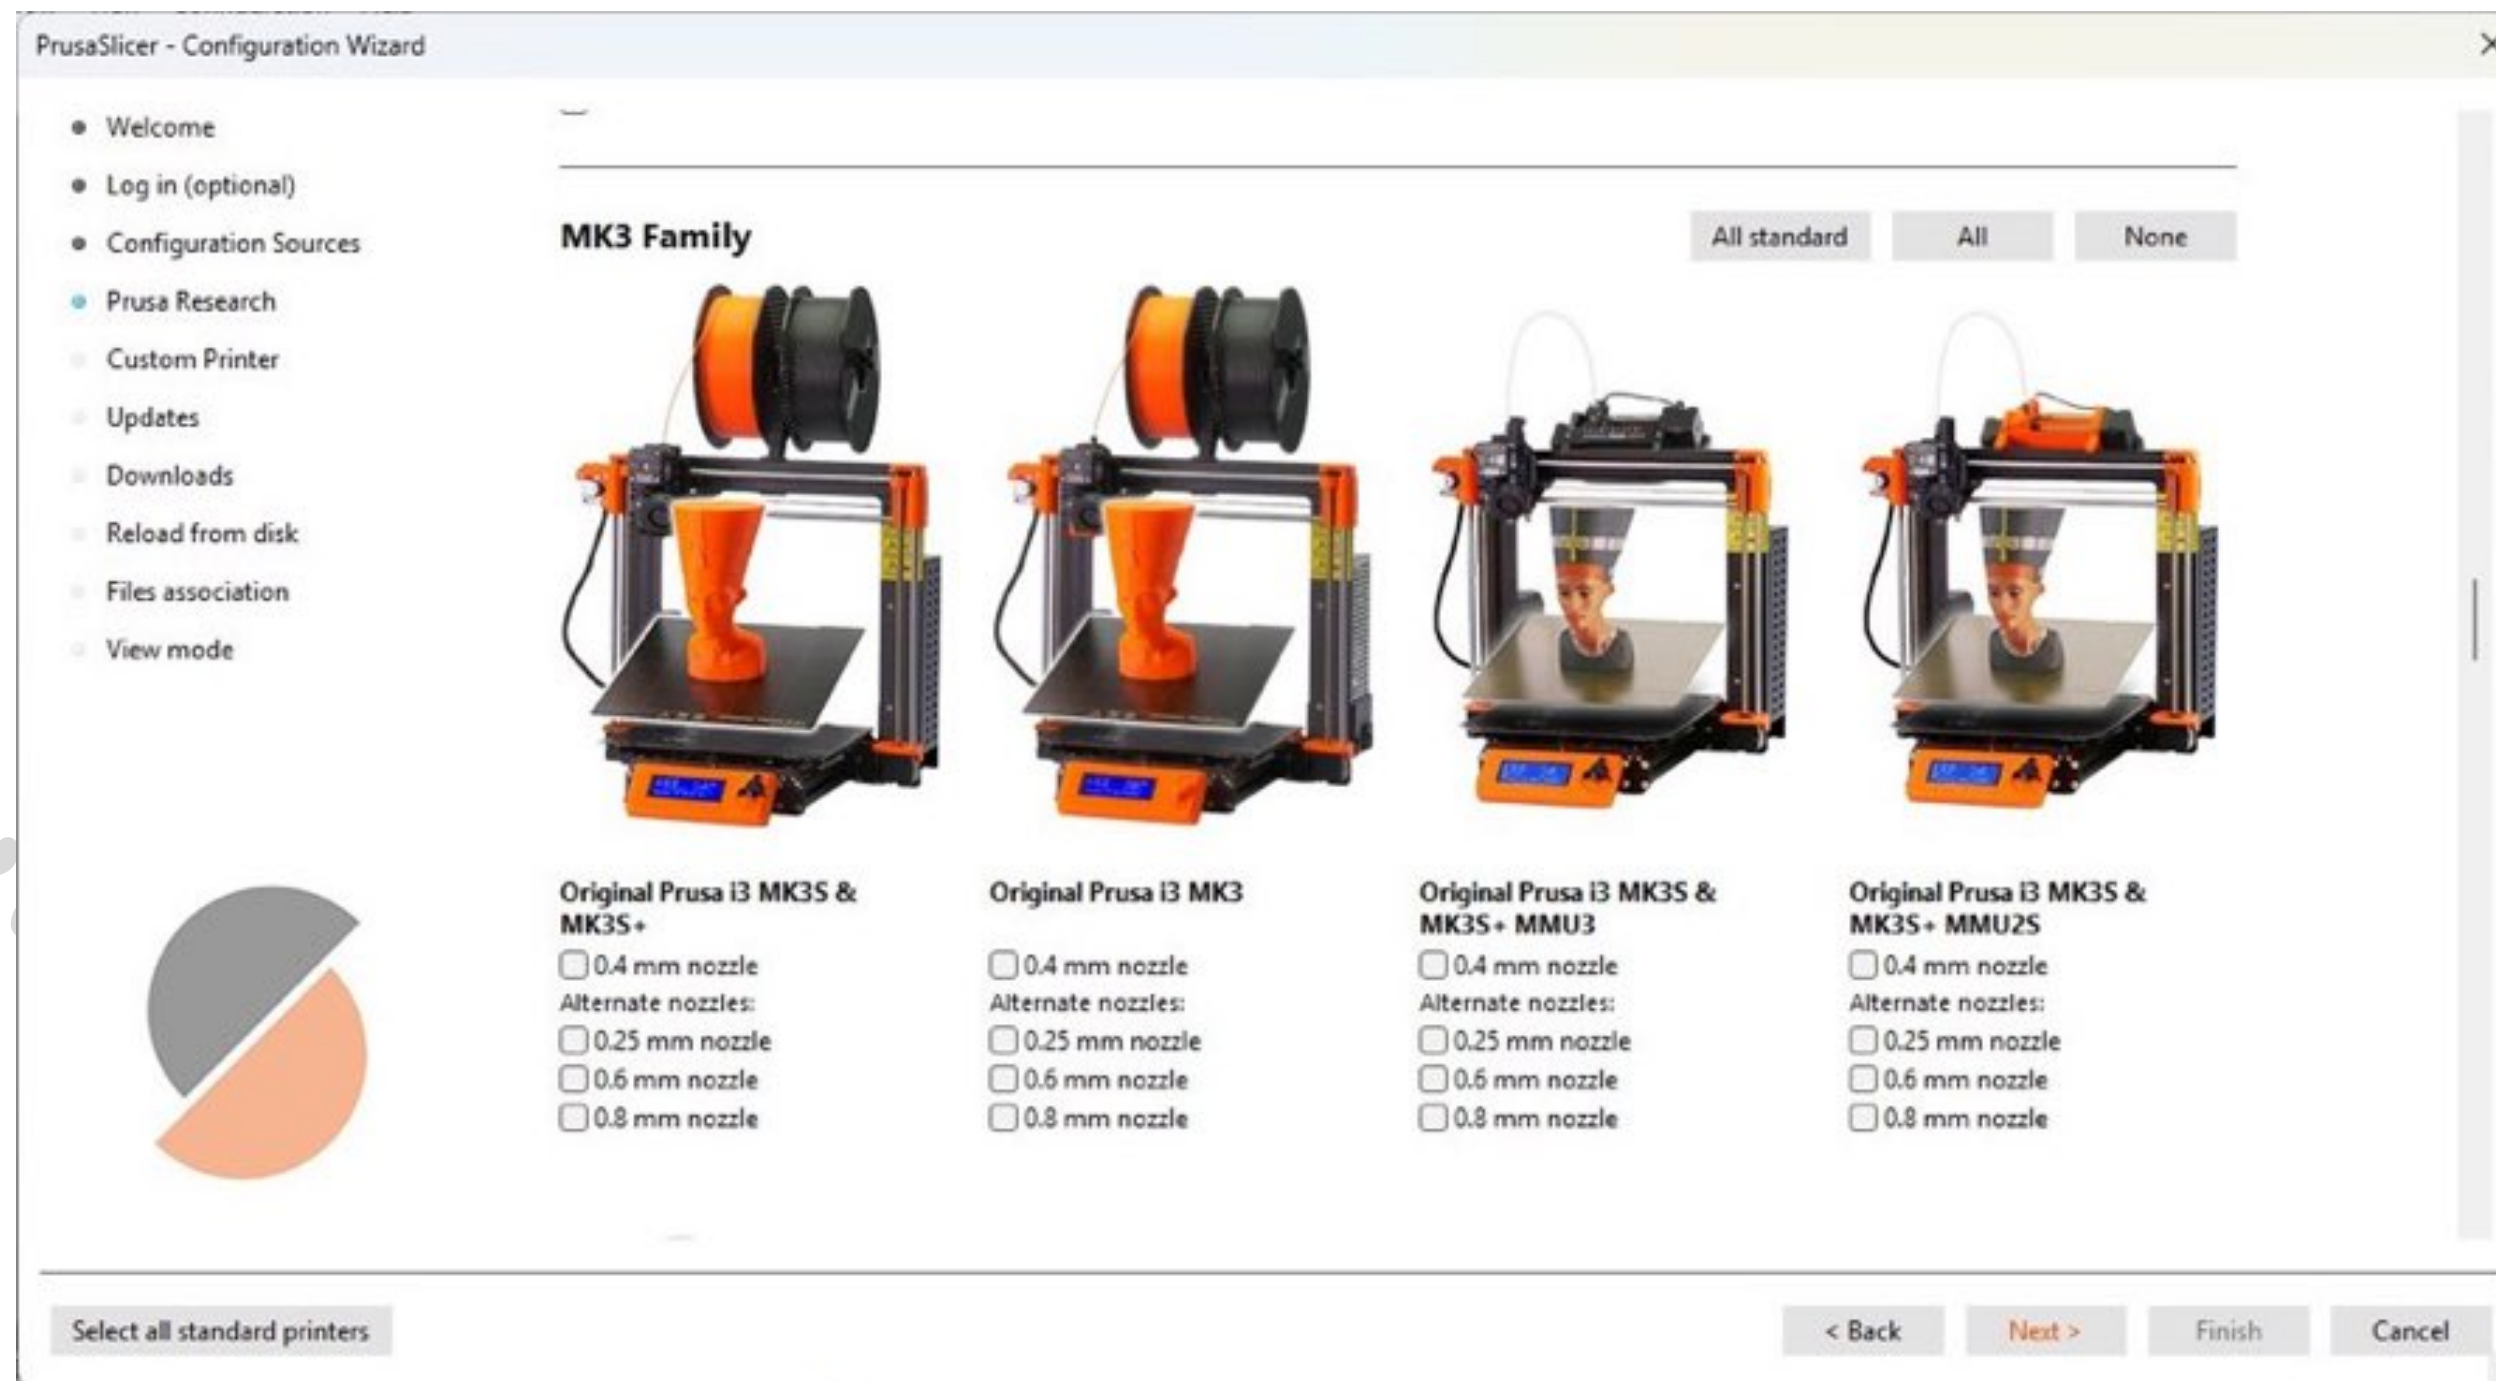 PrusaSlicer - Configuration Wizard
Welcome
Log in (optional)
Configuration Sources
Prusa Research
Custom Printer
Updates
Downloads
Reload from disk
Files association
View mode
MK3 Family
All standard
All
None
Original Prusa i3 MK3S &
MK3S+
0.4 mm nozzle
Alternate nozzles:
0.25 mm nozzle
0.6 mm nozzle
0.8 mm nozzle
Original Prusa i3 MK3
0.4 mm nozzle
Alternate nozzles:
0.25 mm nozzle
0.6 mm nozzle
0.8 mm nozzle
Original Prusa i3 MK3S &
MK3S+ MMU3
0.4 mm nozzle
Alternate nozzles:
0.25 mm nozzle
0.6 mm nozzle
0.8 mm nozzle
Original Prusa i3 MK3S &
MK3S+ MMU2S
0.4 mm nozzle
Alternate nozzles:
0.25 mm nozzle
0.6 mm nozzle
0.8 mm nozzle
Select all standard printers
< Back
Next >
Finish
Cancel